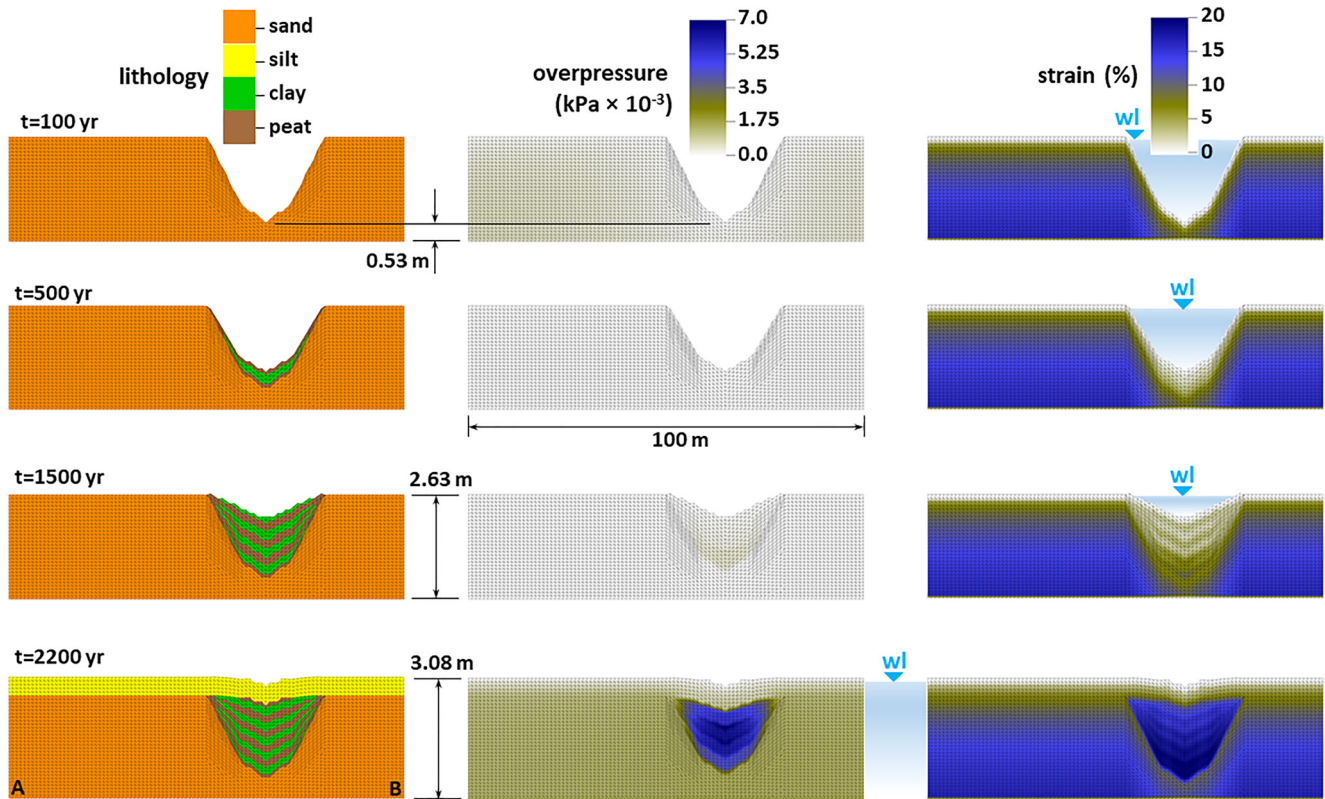 lithology
sand
silt
clay
peat
overpressure
(kPa × 10⁻³)
7.0
5.25
3.5
1.75
0.0
strain (%)
20
15
10
5
0
t=100 yr
wl
0.53 m
t=500 yr
wl
100 m
t=1500 yr
2.63 m
wl
t=2200 yr
3.08 m
wl
A
B